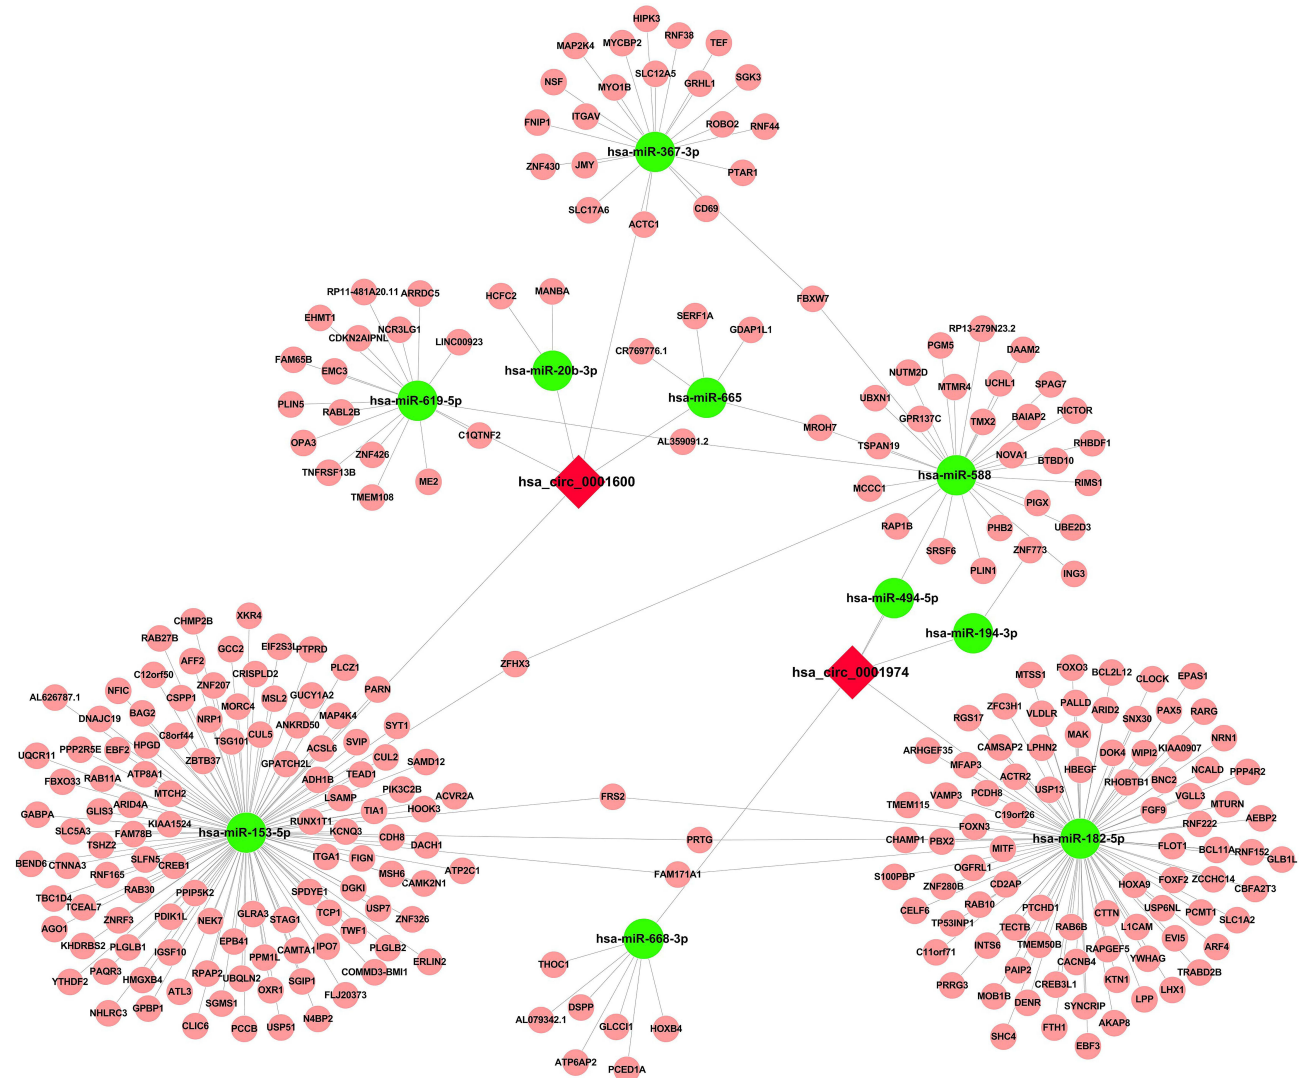 HIPK3
MAP2K4
MYCBP2
RNF38
TEF
NSF
MYO1B
SLC12A5
GRHL1
SGK3
FNIP1
ITGAV
ROBO2
RNF44
hsa-miR-367-3p
ZNF430
JMY
PTAR1
SLC17A6
ACTC1
CD69
RP11-481A20.11
ARRDC5
HCFC2
MANBA
FBXW7
EHMT1
CDKN2AIPNL
NCR3LG1
LINC00923
SERF1A
GDAP1L1
CR769776.1
FAM65B
EMC3
hsa-miR-20b-3p
hsa-miR-619-5p
hsa-miR-665
PLIN5
RABL2B
OPA3
ZNF426
C1QTNF2
AL359091.2
MROH7
TNFRSF13B
TMEM108
ME2
hsa_circ_0001600
RP13-279N23.2
PGM5
DAAM2
NUTM2D
MTMR4
UCHL1
SPAG7
UBXN1
GPR137C
TMX2
BAIAP2
RICTOR
TSPAN19
NOVA1
BTBD10
RHBDF1
hsa-miR-588
MCCC1
RIMS1
PIGX
RAP1B
PHB2
UBE2D3
SRSF6
ZNF773
PLIN1
ING3
hsa-miR-494-5p
hsa-miR-194-3p
hsa_circ_0001974
ZFHX3
XKR4
CHMP2B
RAB27B
GCC2
EIF2S3L
PTPRD
AFF2
C12orf50
ZNF207
CRISPLD2
PLCZ1
NFIC
CSPP1
MORC4
MSL2
GUCY1A2
PARN
AL626787.1
BAG2
NRP1
MAP4K4
DNAJC19
C8orf44
TSG101
CUL5
ANKRD50
SYT1
UQCR11
PPP2R5E
EBF2
HPGD
ZBTB37
ACSL6
SVIP
CUL2
GPATCH2L
SAMD12
FBXO33
RAB11A
ATP8A1
ADH1B
TEAD1
MTCH2
PIK3C2B
LSAMP
ACVR2A
GABPA
GLIS3
ARID4A
TIA1
HOOK3
RUNX1T1
SLC5A3
KIAA1524
hsa-miR-153-5p
KCNQ3
FAM78B
CDH8
DACH1
TSHZ2
BEND6
CTNNA3
SLFN5
CREB1
ITGA1
FIGN
MSH6
ATP2C1
RNF165
CAMK2N1
TBC1D4
RAB30
PPIP5K2
SPDYE1
DGKI
TCEAL7
PDIK1L
GLRA3
TCP1
USP7
ZNF326
AGO1
ZNRF3
NEK7
STAG1
TWF1
KHDRBS2
PLGLB1
IGSF10
EPB41
CAMTA1
IPO7
PLGLB2
PPM1L
ERLIN2
YTHDF2
PAQR3
HMGXB4
RPAP2
UBQLN2
SGIP1
COMMD3-BMI1
NHLRC3
GPBP1
ATL3
SGMS1
OXR1
FLJ20373
CLIC6
PCCB
USP51
N4BP2
FRS2
PRTG
FAM171A1
hsa-miR-668-3p
THOC1
AL079342.1
DSPP
GLCCI1
HOXB4
ATP6AP2
PCED1A
FOXO3
MTSS1
BCL2L12
CLOCK
EPAS1
RGS17
ZFC3H1
VLDLR
PALLD
ARID2
SNX30
PAX5
RARG
ARHGEF35
CAMSAP2
LPHN2
MAK
DOK4
WIPI2
KIAA0907
NRN1
MFAP3
ACTR2
HBEGF
RHOBTB1
BNC2
NCALD
PPP4R2
VAMP3
PCDH8
USP13
VGLL3
TMEM115
C19orf26
FGF9
MTURN
AEBP2
FOXN3
RNF222
CHAMP1
PBX2
hsa-miR-182-5p
MITF
FLOT1
BCL11A
RNF152
GLB1L
S100PBP
OGFRL1
ZNF280B
CD2AP
HOXA9
FOXF2
ZCCHC14
CBFA2T3
CELF6
RAB10
TP53INP1
PTCHD1
CTTN
USP6NL
PCMT1
SLC1A2
TECTB
RAB6B
L1CAM
C11orf71
INTS6
TMEM50B
RAPGEF5
EVI5
ARF4
CACNB4
YWHAG
PRRG3
PAIP2
CREB3L1
KTN1
TRABD2B
MOB1B
DENR
SYNCRIP
LPP
LHX1
SHC4
FTH1
AKAP8
EBF3